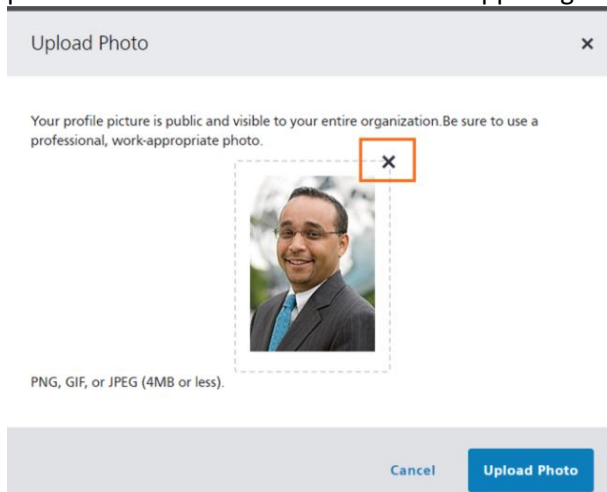 Upload Photo ×
Your profile picture is public and visible to your entire organization.Be sure to use a
professional, work-appropriate photo.
×
PNG, GIF, or JPEG (4MB or less).
Cancel Upload Photo